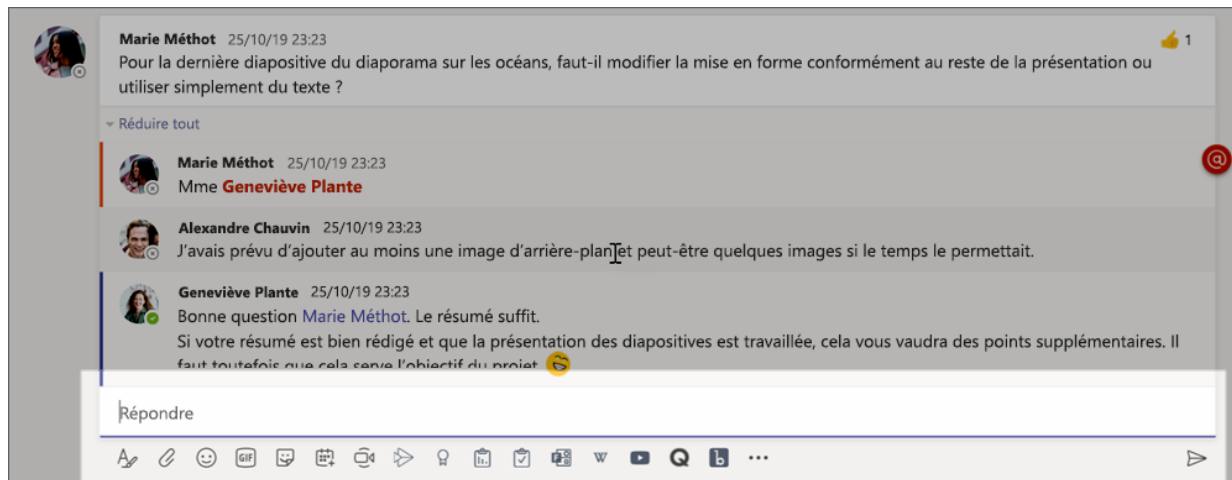 Marie Méthot 25/10/19 23:23
1
Pour la dernière diapositive du diaporama sur les océans, faut-il modifier la mise en forme conformément au reste de la présentation ou
utiliser simplement du texte ?
Réduire tout
Marie Méthot 25/10/19 23:23
@
Mme Geneviève Plante
Alexandre Chauvin 25/10/19 23:23
J'avais prévu d'ajouter au moins une image d'arrière-plan et peut-être quelques images si le temps le permettait.
Geneviève Plante 25/10/19 23:23
Bonne question Marie Méthot. Le résumé suffit.
Si votre résumé est bien rédigé et que la présentation des diapositives est travaillée, cela vous vaudra des points supplémentaires. Il
faut toutefois que cela serve l'objectif du projet.
Répondre
GIF W Q b